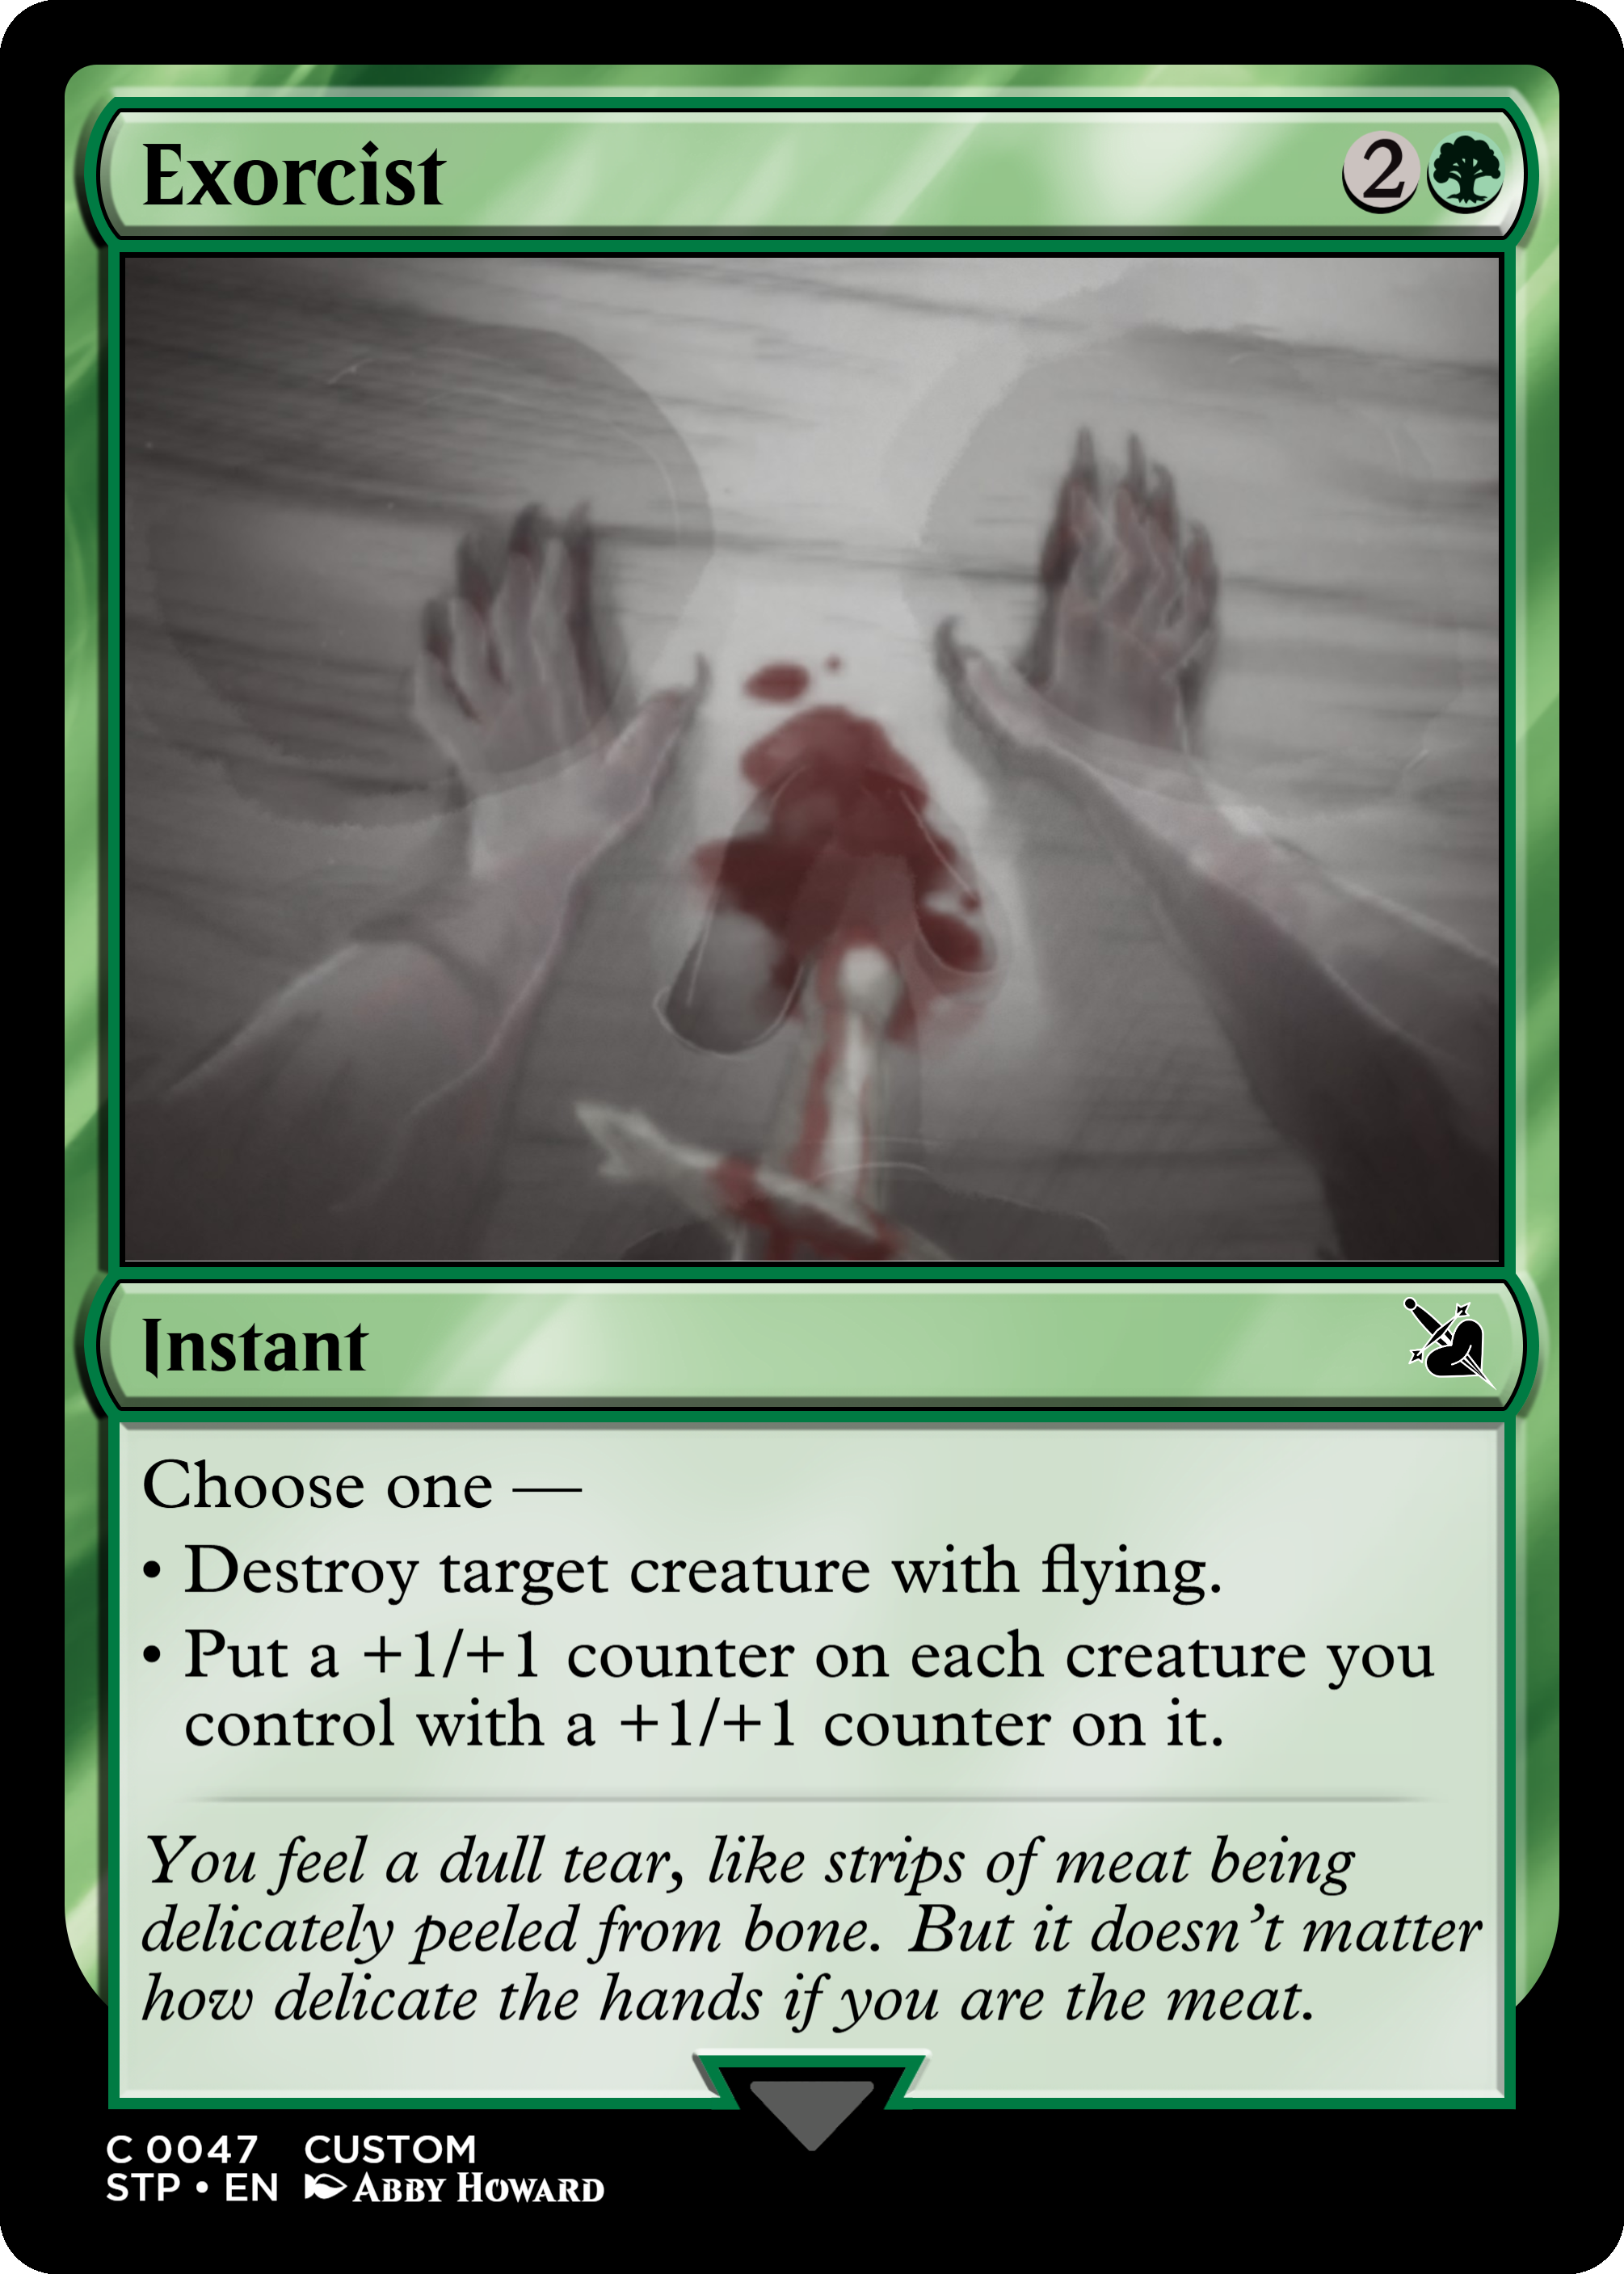 Exorcist 2
Instant
Choose one —
• Destroy target creature with flying.
• Put a +1/+1 counter on each creature you
control with a +1/+1 counter on it.
You feel a dull tear, like strips of meat being
delicately peeled from bone. But it doesn’t matter
how delicate the hands if you are the meat.
C 0047 CUSTOM
STP • EN ABBY HOWARD